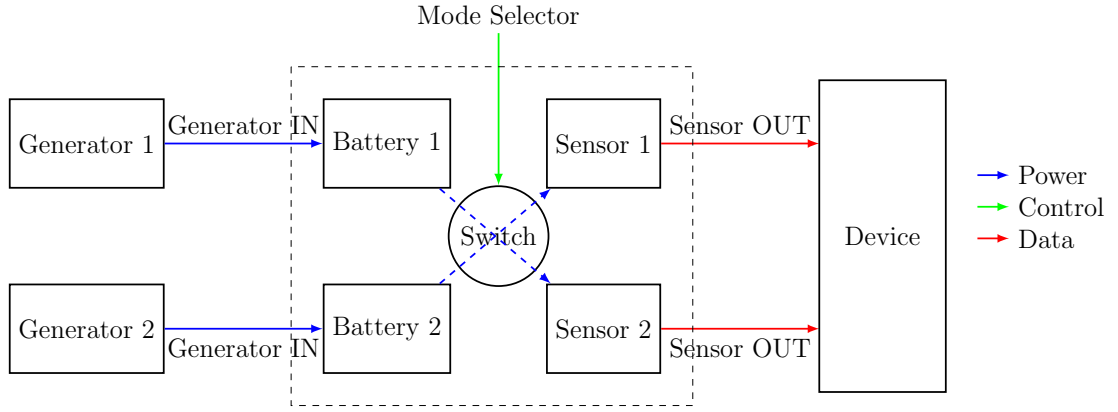 Mode Selector
Generator 1
Generator IN
Battery 1
Sensor 1
Sensor OUT
Switch
Device
Power
Control
Data
Generator 2
Generator IN
Battery 2
Sensor 2
Sensor OUT